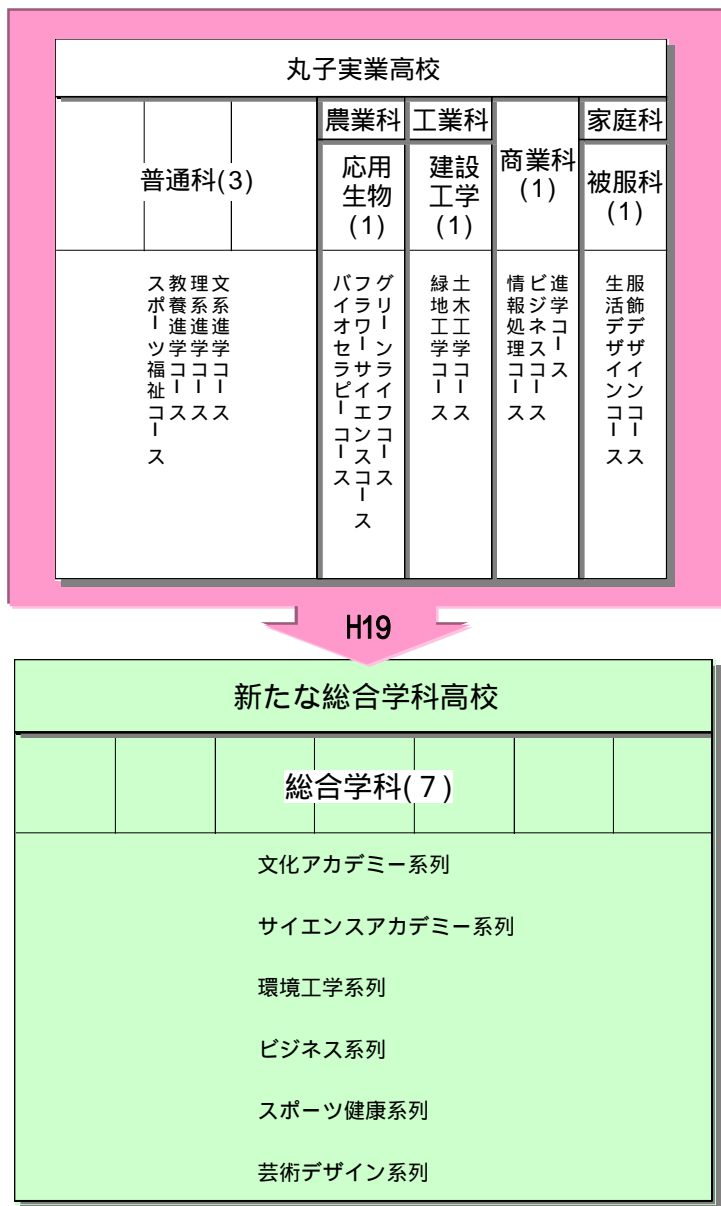 丸子実業高校
普通科(3)
農業科
応用
生物
(1)
工業科
建設
工学
(1)
商業科
(1)
家庭科
被服科
(1)
文系進学コース
理系進学コース
教養進学コース
スポーツ福祉コース
グリーンライフコース
フラワーサイエンスコース
バイオセラピーコース
土木工学コース
緑地工学コース
進学コース
ビジネスコース
情報処理コース
服飾デザインコース
生活デザインコース
H19
新たな総合学科高校
総合学科(７)
文化アカデミー系列
サイエンスアカデミー系列
環境工学系列
ビジネス系列
スポーツ健康系列
芸術デザイン系列